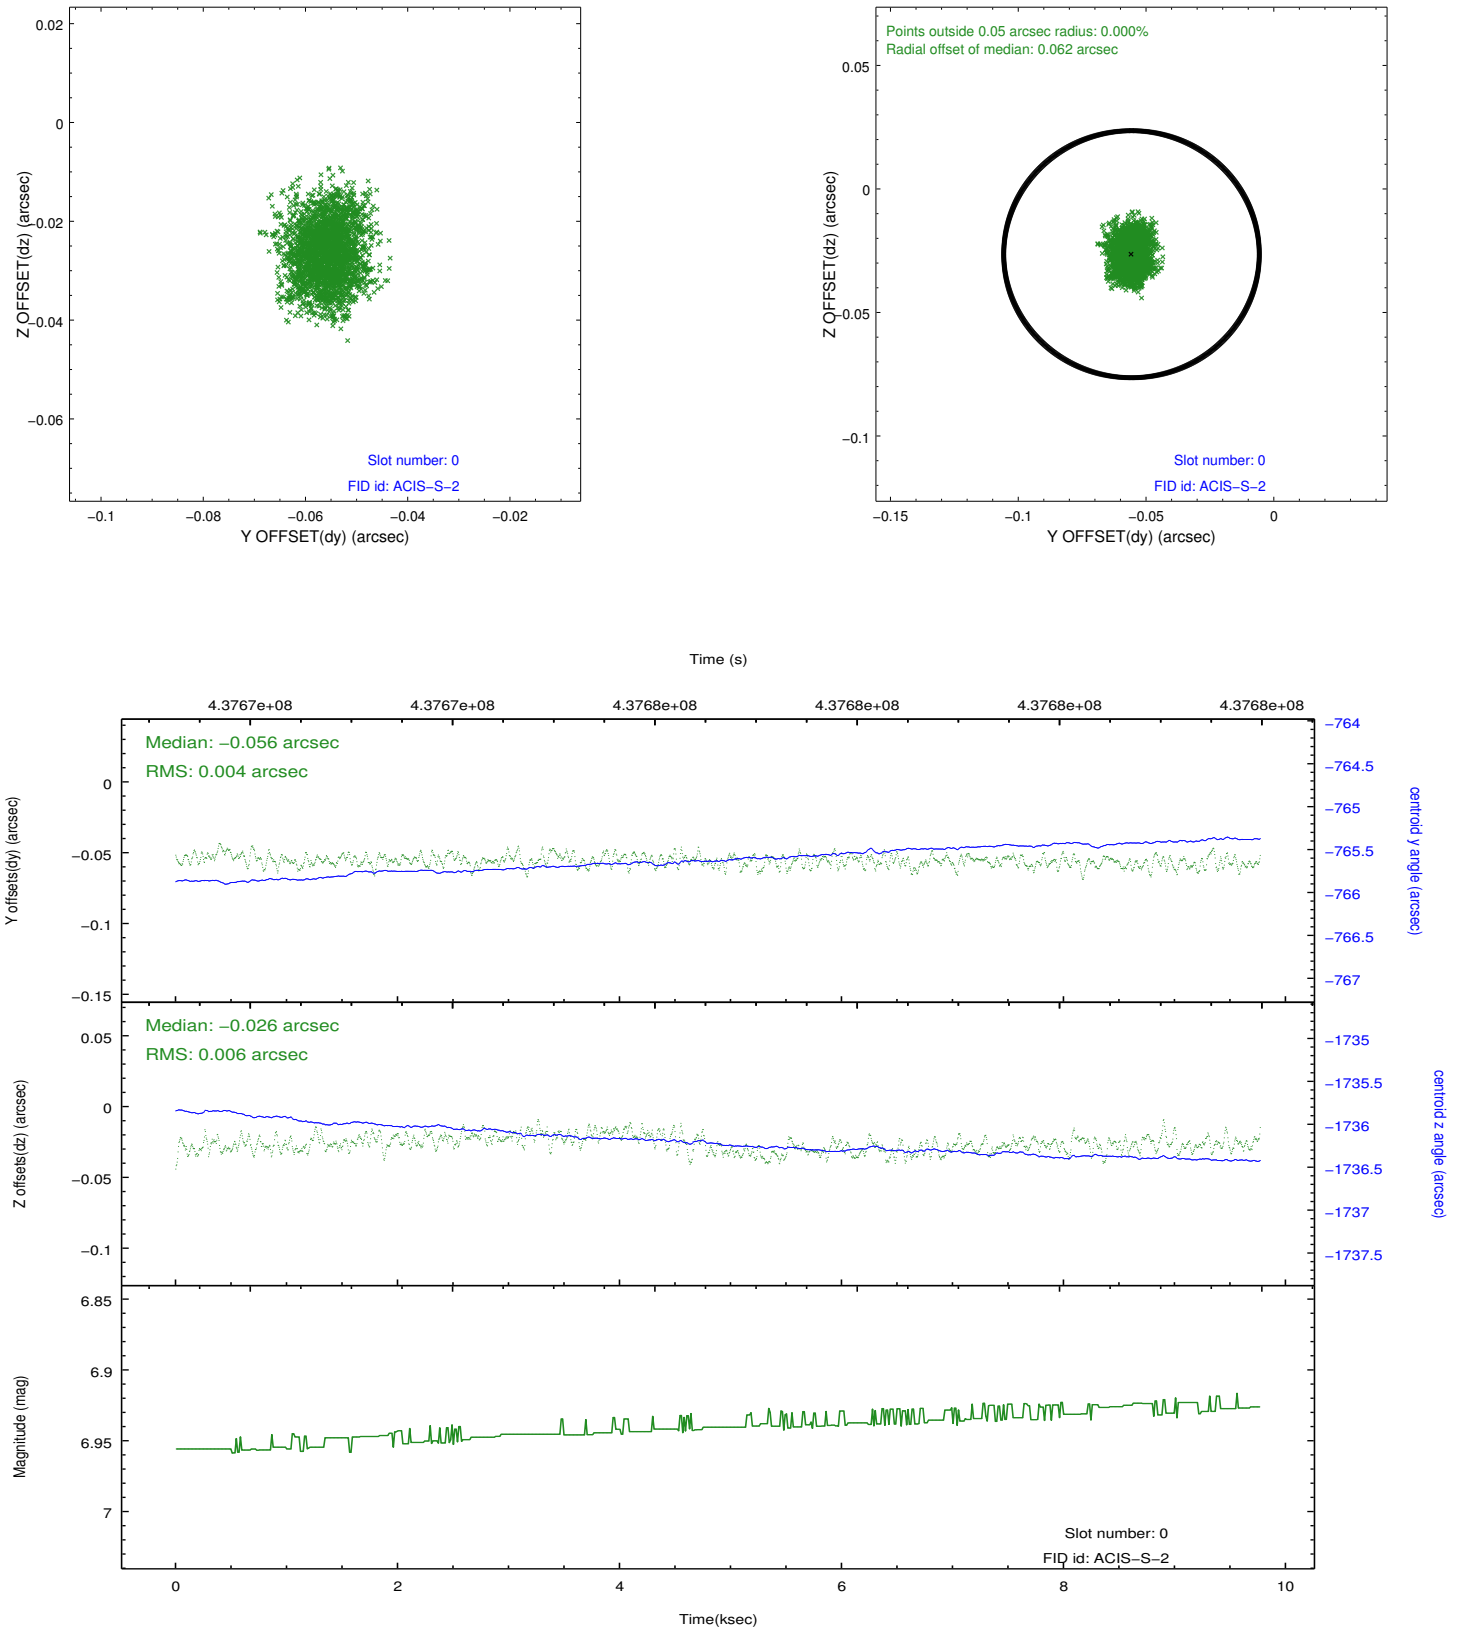 0.02
0
−0.02
−0.04
−0.06
Z OFFSET(dz) (arcsec)
Slot number: 0
FID id: ACIS−S−2
−0.1
−0.08
−0.06
−0.04
−0.02
Y OFFSET(dy) (arcsec)
Points outside 0.05 arcsec radius: 0.000%
Radial offset of median: 0.062 arcsec
0.05
0
−0.05
−0.1
Z OFFSET(dz) (arcsec)
Slot number: 0
FID id: ACIS−S−2
−0.15
−0.1
−0.05
0
Y OFFSET(dy) (arcsec)
Time (s)
4.3767e+08
4.3767e+08
4.3768e+08
4.3768e+08
4.3768e+08
4.3768e+08
Median: −0.056 arcsec
RMS: 0.004 arcsec
0
−0.05
−0.1
−0.15
Y offsets(dy) (arcsec)
−764
−764.5
−765
−765.5
−766
−766.5
−767
centroid y angle (arcsec)
Median: −0.026 arcsec
RMS: 0.006 arcsec
0.05
0
−0.05
−0.1
Z offsets(dz) (arcsec)
−1735
−1735.5
−1736
−1736.5
−1737
−1737.5
centroid z angle (arcsec)
6.85
6.9
6.95
7
Magnitude (mag)
Slot number: 0
FID id: ACIS−S−2
0
2
4
6
8
10
Time(ksec)